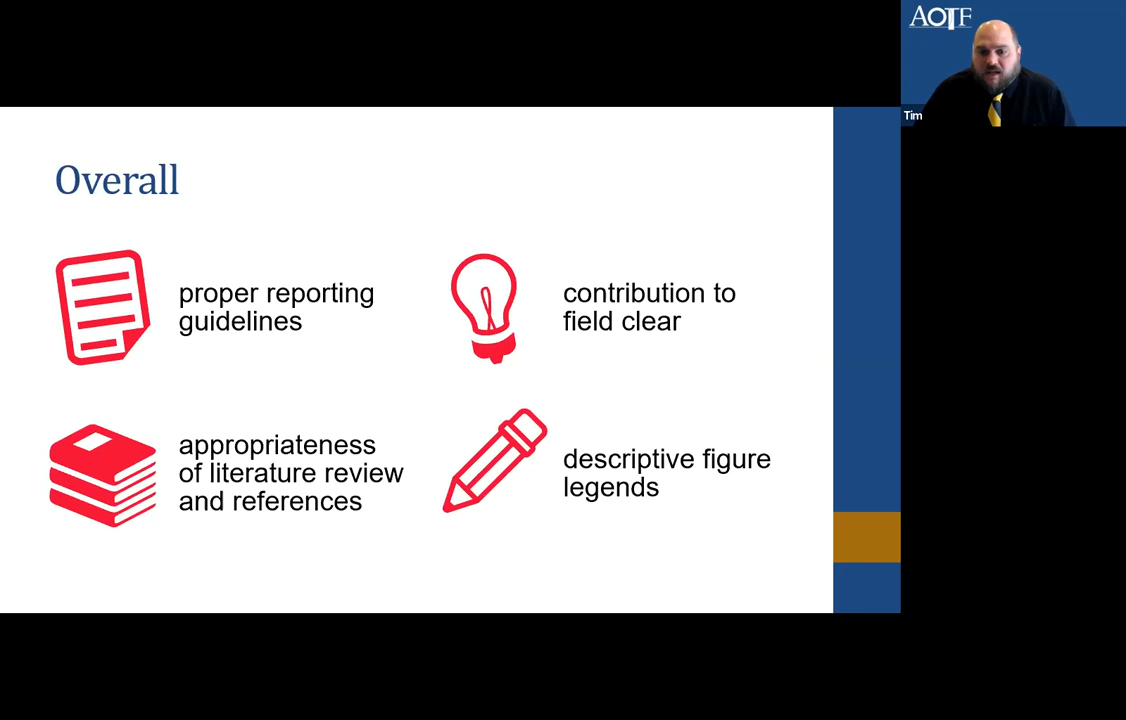 AOTF
Tim
Overall
proper reporting
guidelines
contribution to
field clear
appropriateness
of literature review
and references
descriptive figure
legends